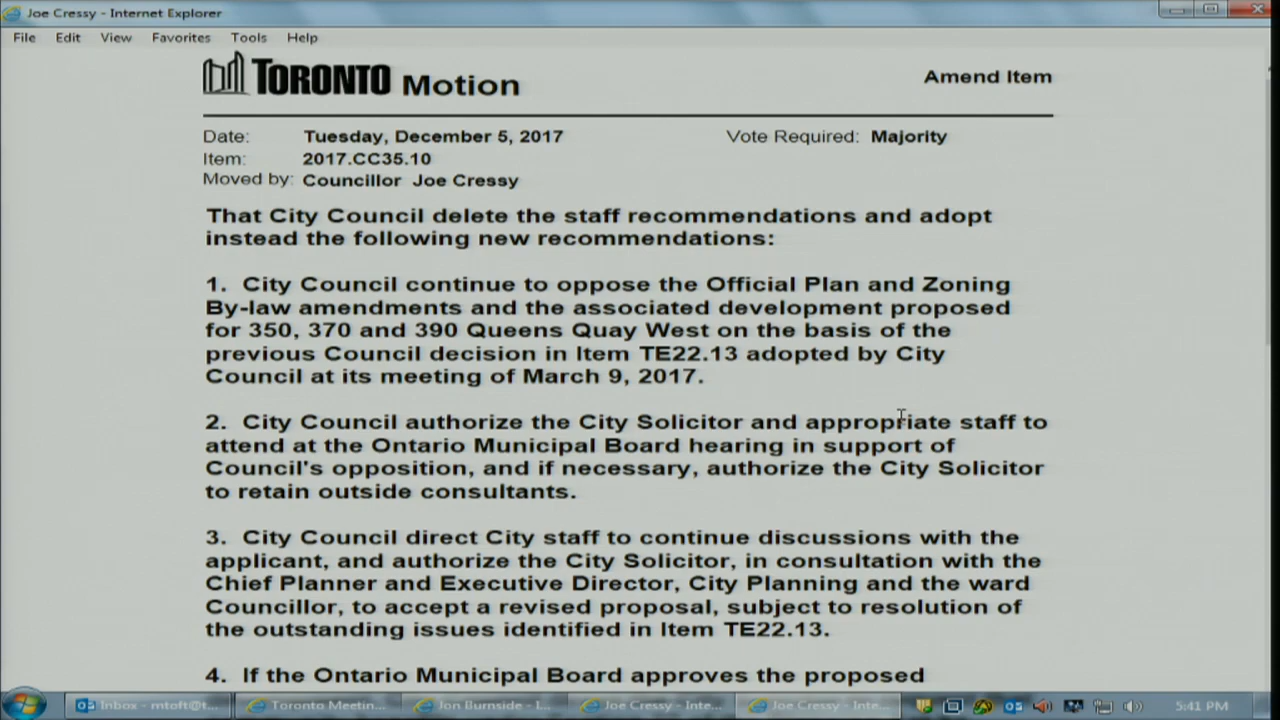 Joe Cressy - Internet Explorer
File Edit View Favorites Tools Help
TORONTO Motion
Amend Item
Date: Tuesday, December 5, 2017
Vote Required: Majority
Item: 2017.CC35.10
Moved by: Councillor Joe Cressy
That City Council delete the staff recommendations and adopt
instead the following new recommendations:
1. City Council continue to oppose the Official Plan and Zoning
By-law amendments and the associated development proposed
for 350, 370 and 390 Queens Quay West on the basis of the
previous Council decision in Item TE22.13 adopted by City
Council at its meeting of March 9, 2017.
2. City Council authorize the City Solicitor and appropriate staff to
attend at the Ontario Municipal Board hearing in support of
Council's opposition, and if necessary, authorize the City Solicitor
to retain outside consultants.
3. City Council direct City staff to continue discussions with the
applicant, and authorize the City Solicitor, in consultation with the
Chief Planner and Executive Director, City Planning and the ward
Councillor, to accept a revised proposal, subject to resolution of
the outstanding issues identified in Item TE22.13.
4. If the Ontario Municipal Board approves the proposed
Inbox - mtoft@t... Toronto Meetin... Jon Burnside - I... Joe Cressy - Inte... Joe Cressy - Inte... 5:41 PM